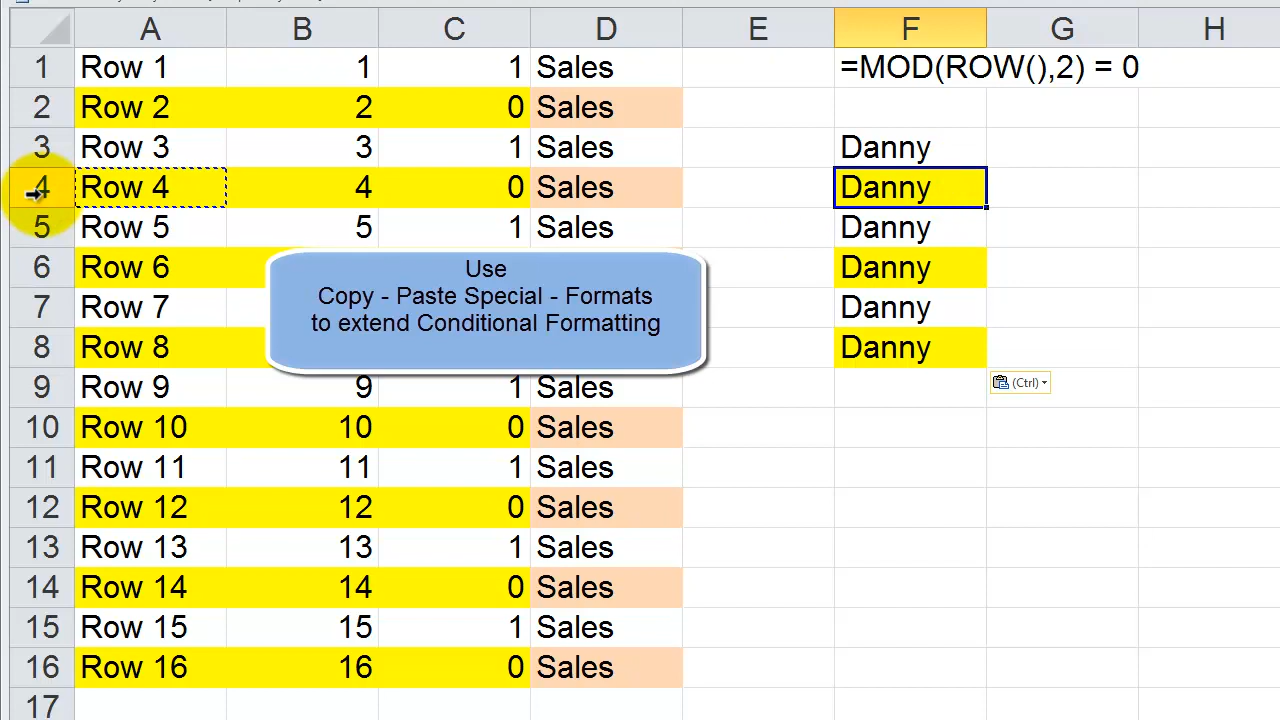 A B C D E F G H
1 Row 1 1 1 Sales =MOD(ROW(),2) = 0
2 Row 2 2 0 Sales
3 Row 3 3 1 Sales Danny
4 Row 4 4 0 Sales Danny
5 Row 5 5 1 Sales Danny
6 Row 6 Danny
7 Row 7 Danny
8 Row 8 Danny
Use
Copy - Paste Special - Formats
to extend Conditional Formatting
9 Row 9 9 1 Sales (Ctrl)
10 Row 10 10 0 Sales
11 Row 11 11 1 Sales
12 Row 12 12 0 Sales
13 Row 13 13 1 Sales
14 Row 14 14 0 Sales
15 Row 15 15 1 Sales
16 Row 16 16 0 Sales
17